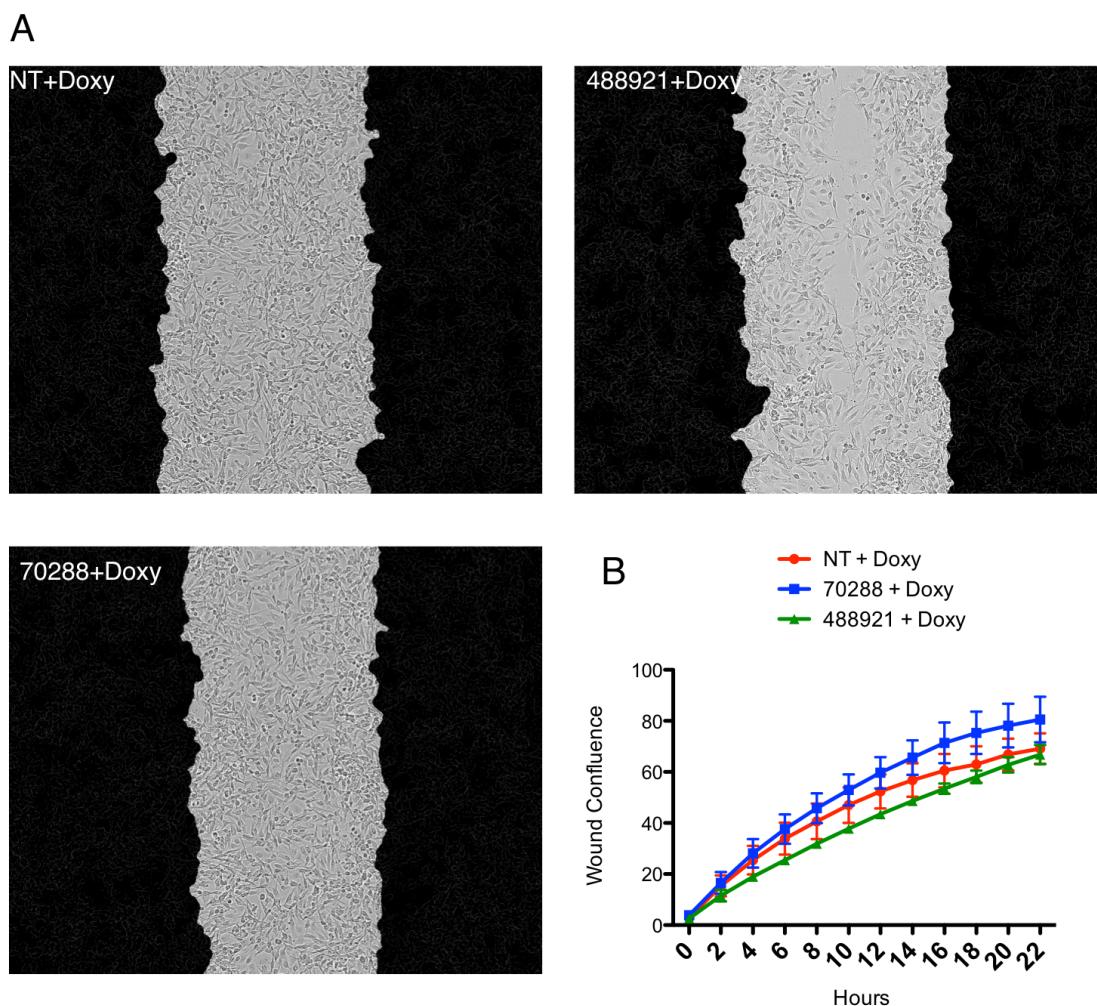 A
NT+Doxy
488921+Doxy
70288+Doxy
B
NT + Doxy
70288 + Doxy
488921 + Doxy
100
80
60
40
20
0
Wound Confluence
0 2 4 6 8 10 12 14 16 18 20 22
Hours